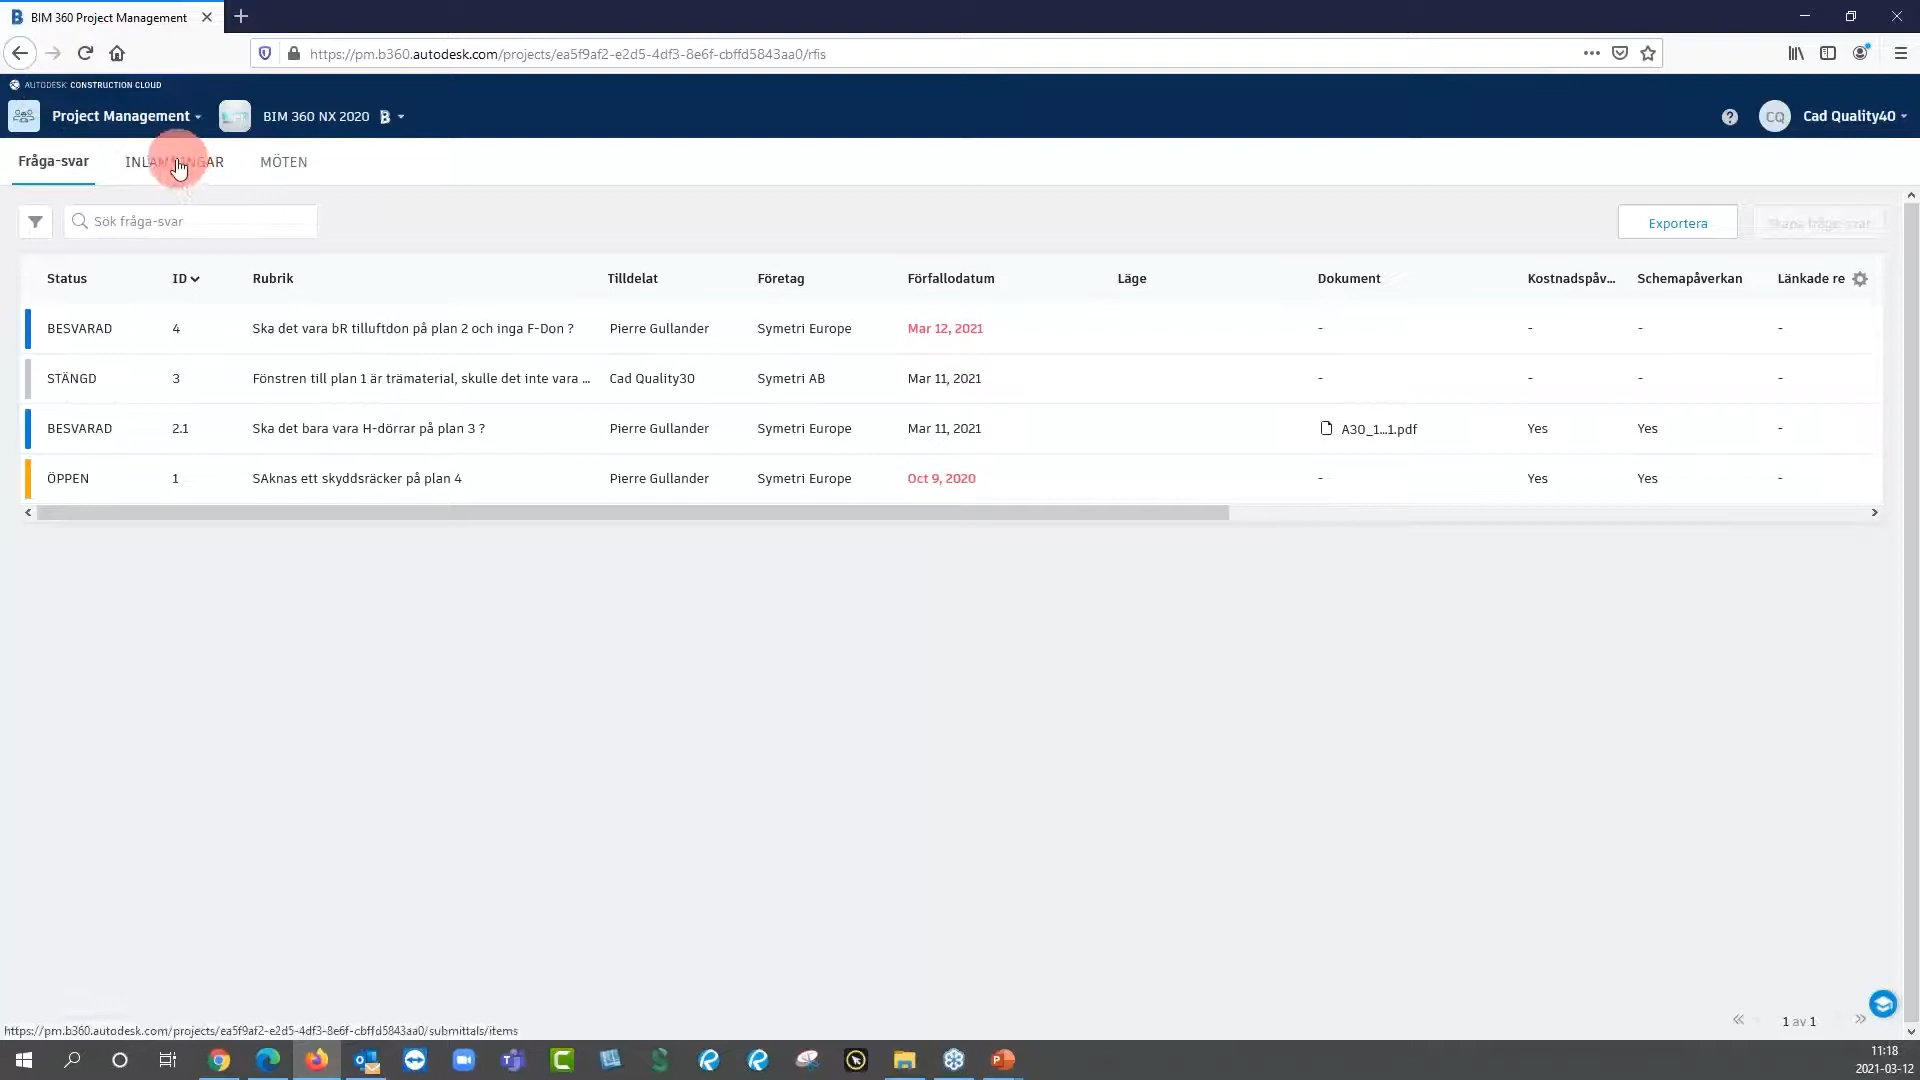 BIM 360 Project Management
https://pm.b360.autodesk.com/projects/ea5f9af2-e2d5-4df3-8e6f-cbffd5843aa0/rfis
AUTODESK CONSTRUCTION CLOUD
Project Management
BIM 360 NX 2020
Cad Quality40
CQ
Fråga-svar INLÄMNINGAR MÖTEN
Sök fråga-svar
Exportera
Skapa fråga-svar
Status ID Rubrik Tilldelat Företag Förfallodatum Läge Dokument Kostnadspåv... Schemapåverkan Länkade re
BESVARAD 4 Ska det vara bR tilluftdon på plan 2 och inga F-Don ? Pierre Gullander Symetri Europe Mar 12, 2021 - - - -
STÄNGD 3 Fönstren till plan 1 är trämaterial, skulle det inte vara ... Cad Quality30 Symetri AB Mar 11, 2021 - - - -
BESVARAD 2.1 Ska det bara vara H-dörrar på plan 3 ? Pierre Gullander Symetri Europe Mar 11, 2021 A30_1...1.pdf Yes Yes -
ÖPPEN 1 SAknas ett skyddsräcker på plan 4 Pierre Gullander Symetri Europe Oct 9, 2020 - Yes Yes -
1 av 1
https://pm.b360.autodesk.com/projects/ea5f9af2-e2d5-4df3-8e6f-cbffd5843aa0/submittals/items
11:18
2021-03-12